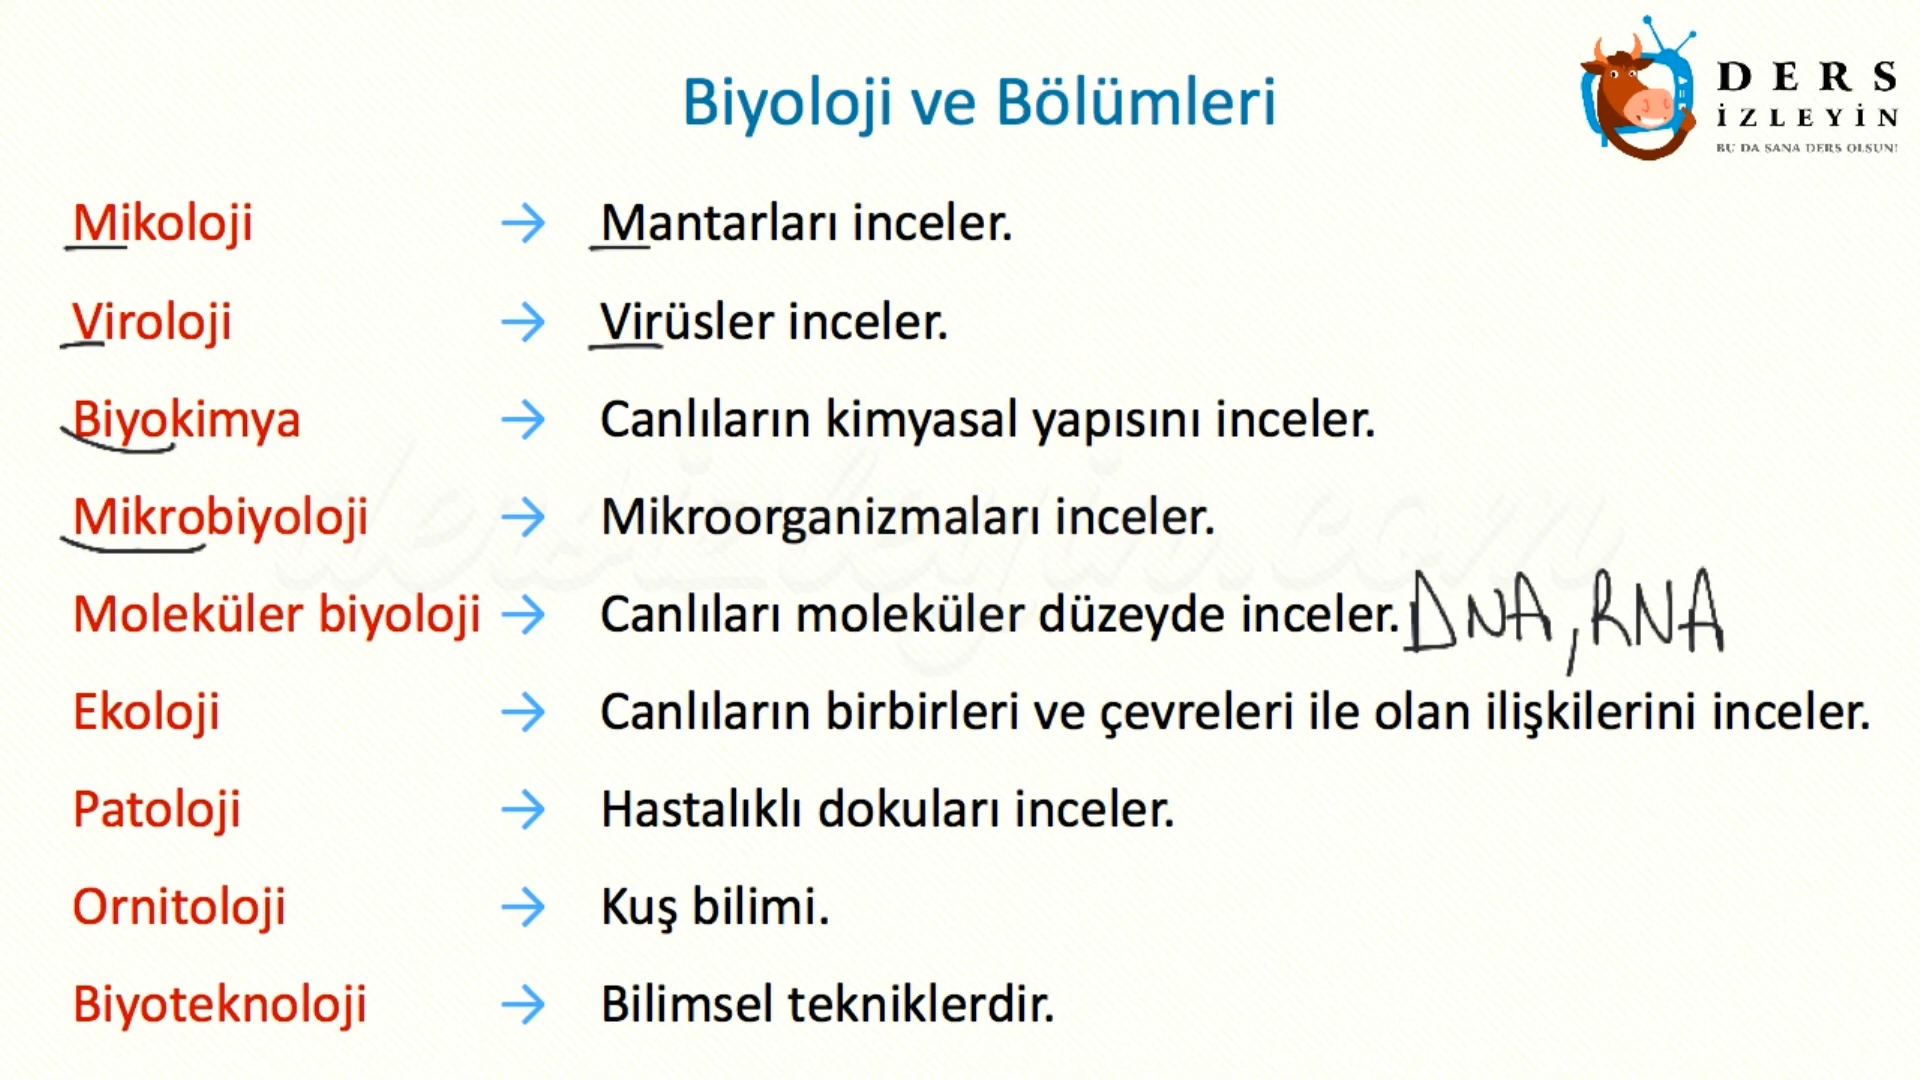 Biyoloji ve Bölümleri
DERS
İZLEYİN
BU DA SANA DERS OLSUN!
Mikoloji → Mantarları inceler.
Viroloji → Virüsler inceler.
Biyokimya → Canlıların kimyasal yapısını inceler.
Mikrobiyoloji → Mikroorganizmaları inceler.
Moleküler biyoloji → Canlıları moleküler düzeyde inceler. DNA, RNA
Ekoloji → Canlıların birbirleri ve çevreleri ile olan ilişkilerini inceler.
Patoloji → Hastalıklı dokuları inceler.
Ornitoloji → Kuş bilimi.
Biyoteknoloji → Bilimsel tekniklerdir.
dersizleyin.com